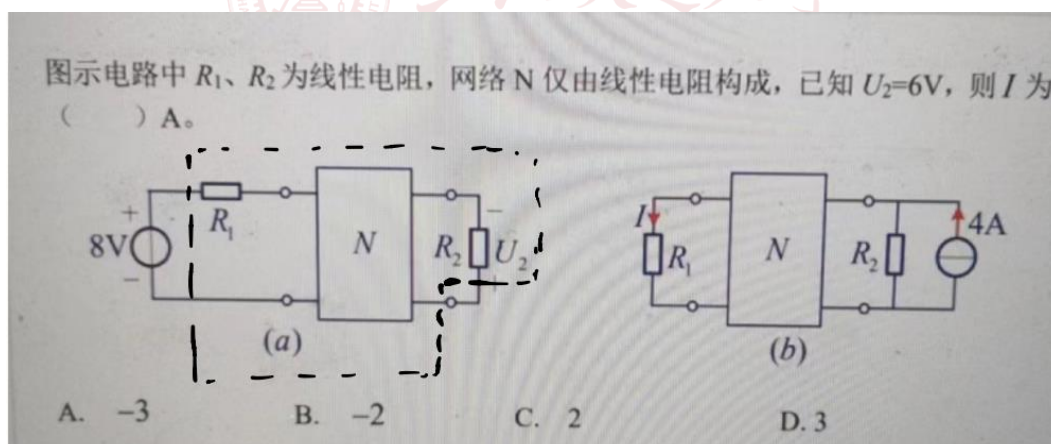 图示电路中 R₁、R₂ 为线性电阻，网络 N 仅由线性电阻构成，已知 U₂=6V，则 I 为
（ ）A。
+
8V
−
R₁
N
R₂
−
U₂
+
(a)
I
R₁
N
R₂
4A
(b)
A. −3
B. −2
C. 2
D. 3